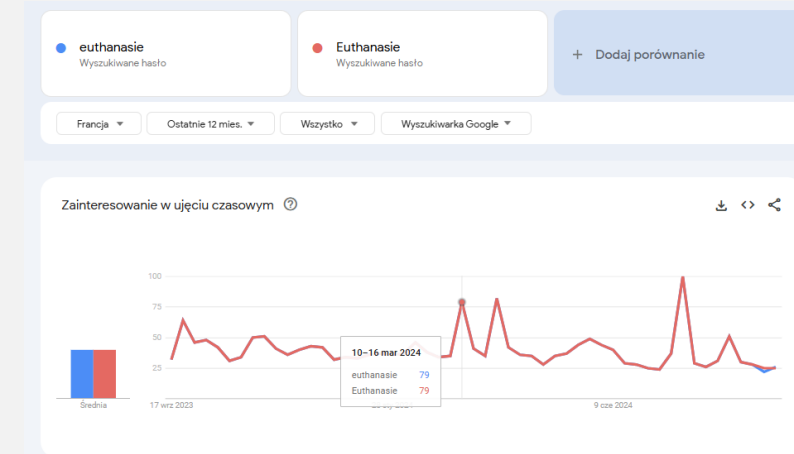 euthanasie
Wyszukiwane hasło
Euthanasie
Wyszukiwane hasło
+ Dodaj porównanie
Francja
Ostatnie 12 mies.
Wszystko
Wyszukiwarka Google
Zainteresowanie w ujęciu czasowym
100
75
50
25
Średnia
17 wrz 2023
9 cze 2024
10–16 mar 2024
euthanasie 79
Euthanasie 79